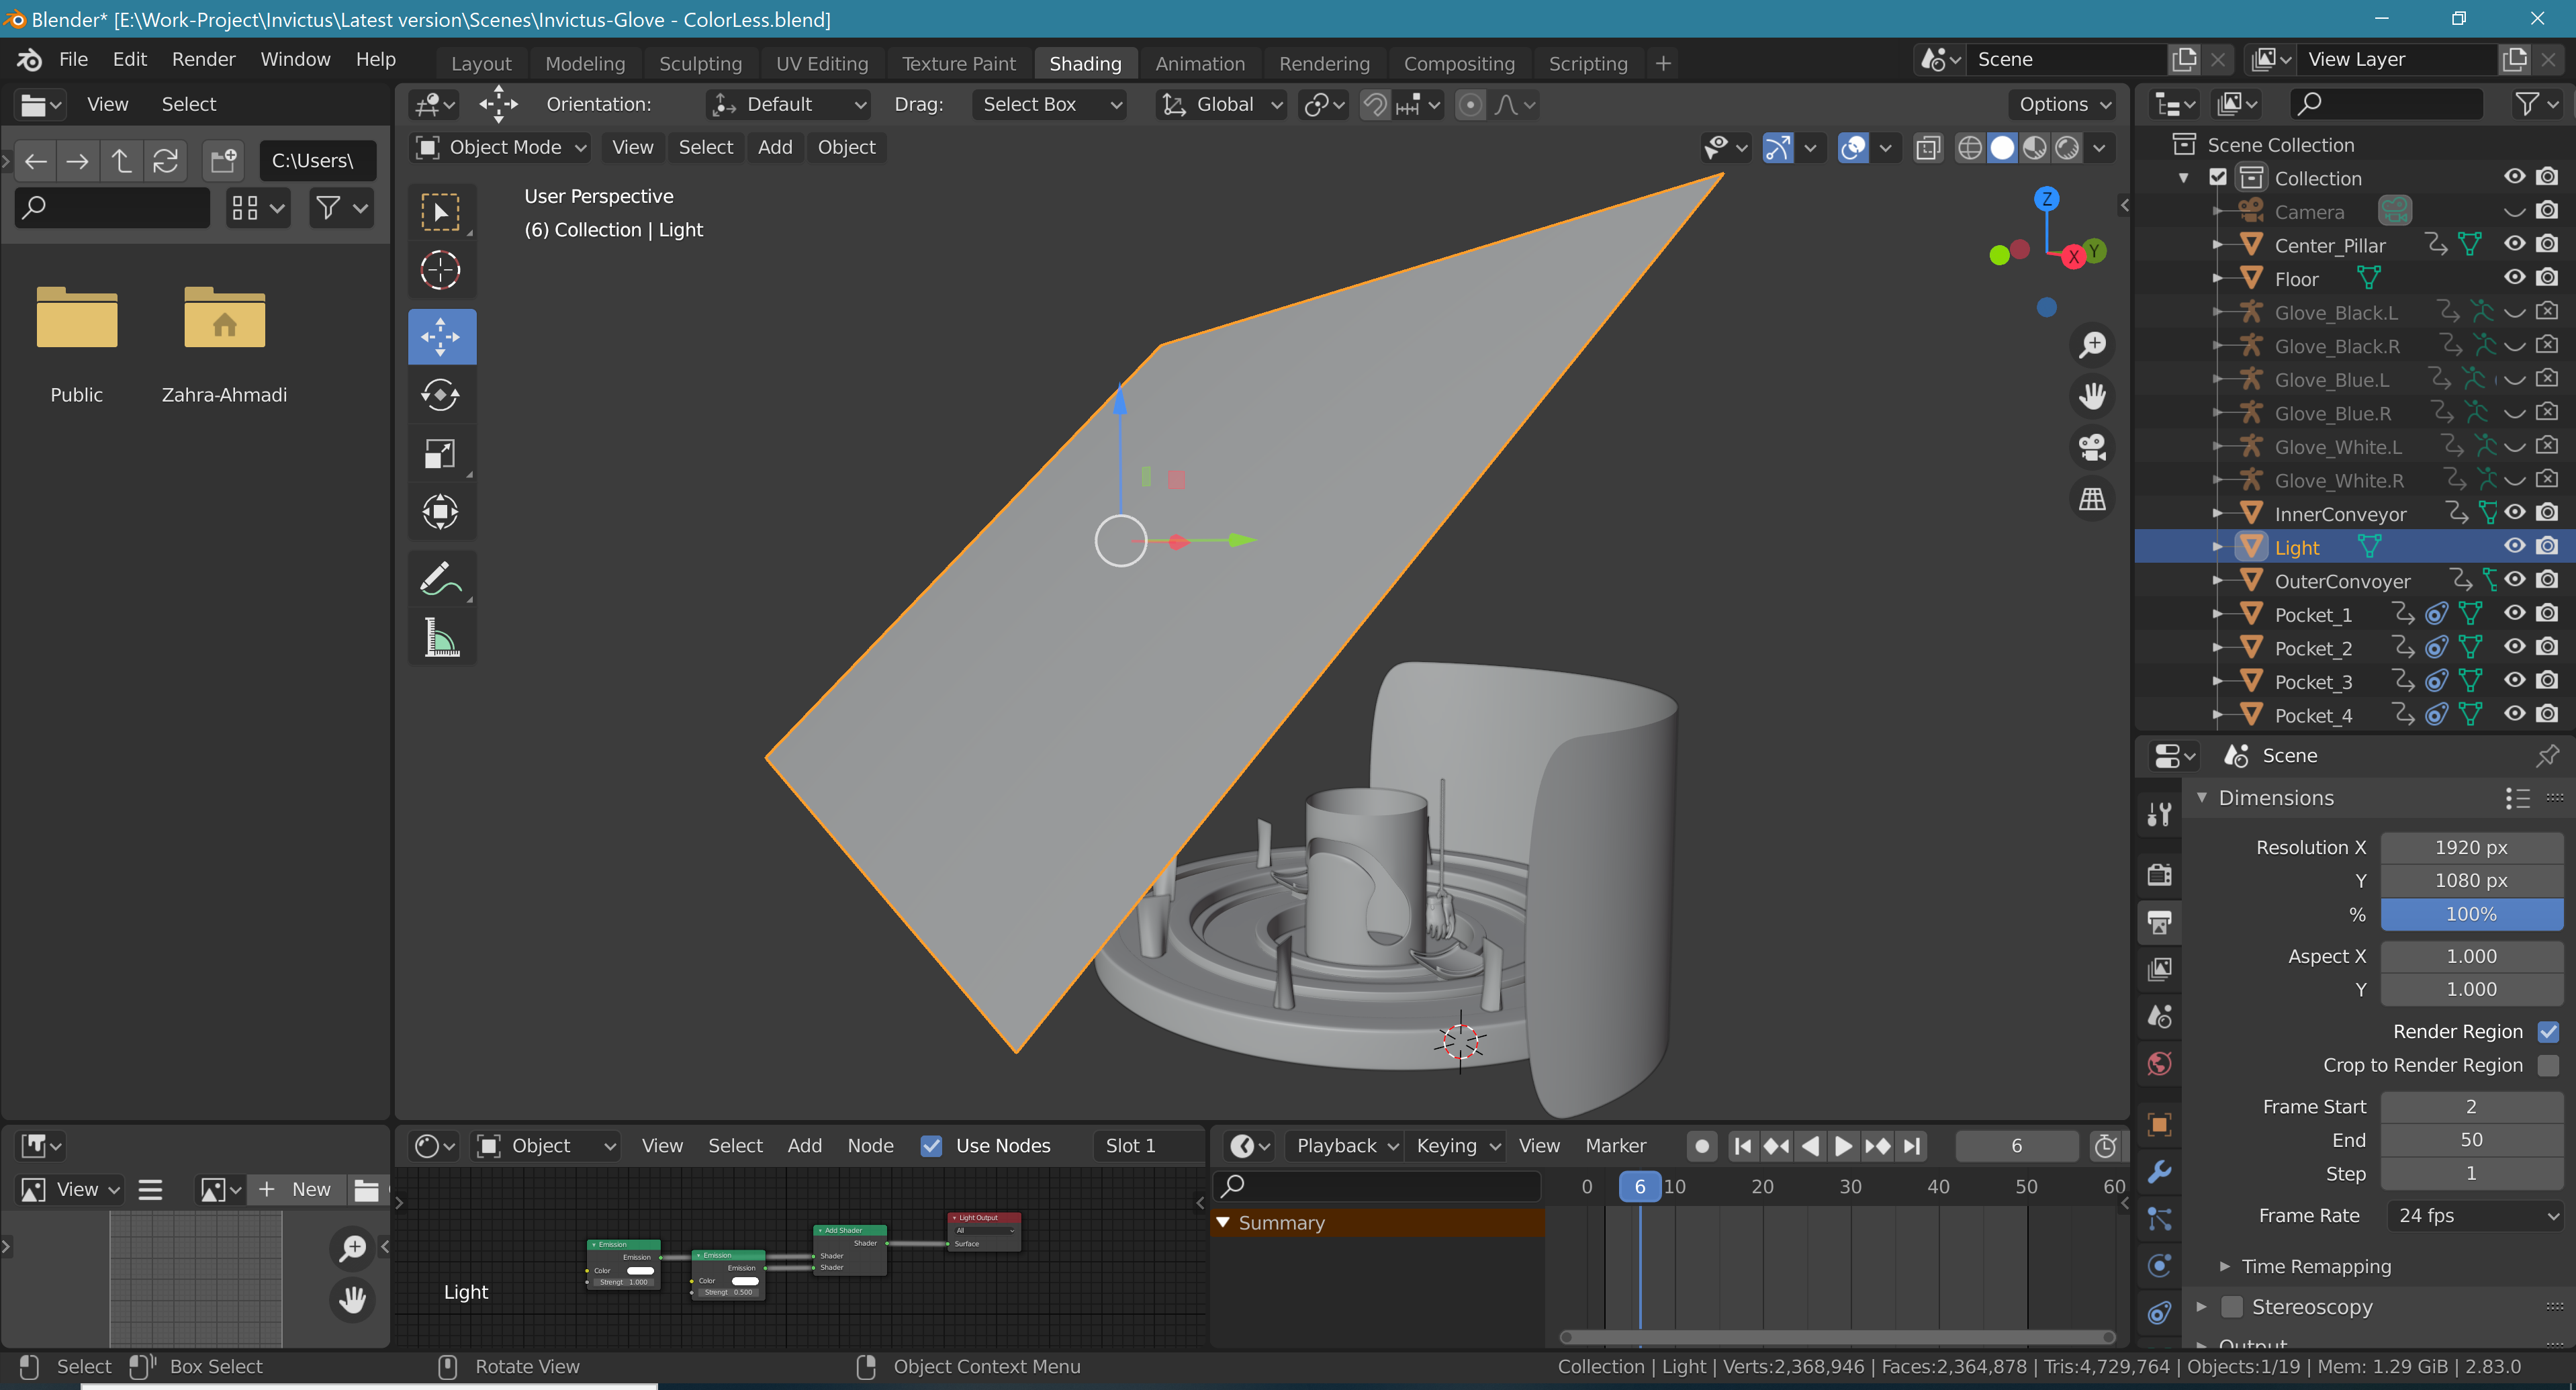 Blender* [E:\Work-Project\Invictus\Latest version\Scenes\Invictus-Glove - ColorLess.blend]
File Edit Render Window Help Layout Modeling Sculpting UV Editing Texture Paint Shading Animation Rendering Compositing Scripting + Scene View Layer
View Select
Orientation: Default Drag: Select Box Global Options
C:\Users\
Object Mode View Select Add Object
User Perspective
(6) Collection | Light
Z
X
Y
Public
Zahra-Ahmadi
Scene Collection
Collection
Camera
Center_Pillar
Floor
Glove_Black.L
Glove_Black.R
Glove_Blue.L
Glove_Blue.R
Glove_White.L
Glove_White.R
InnerConveyor
Light
OuterConvoyer
Pocket_1
Pocket_2
Pocket_3
Pocket_4
Scene
Dimensions
Resolution X 1920 px
Y 1080 px
% 100%
Aspect X 1.000
Y 1.000
Render Region
Crop to Render Region
Frame Start 2
End 50
Step 1
Frame Rate 24 fps
Time Remapping
Stereoscopy
Output
View + New
Object View Select Add Node Use Nodes Slot 1
Emission
Emission
Color
Strengt 1.000
Emission
Emission
Color
Strengt 0.500
Add Shader
Shader
Shader
Shader
Light Output
All
Surface
Light
Playback Keying View Marker 6
0 6 10 20 30 40 50 60
Summary
Select Box Select Rotate View Object Context Menu Collection | Light | Verts:2,368,946 | Faces:2,364,878 | Tris:4,729,764 | Objects:1/19 | Mem: 1.29 GiB | 2.83.0